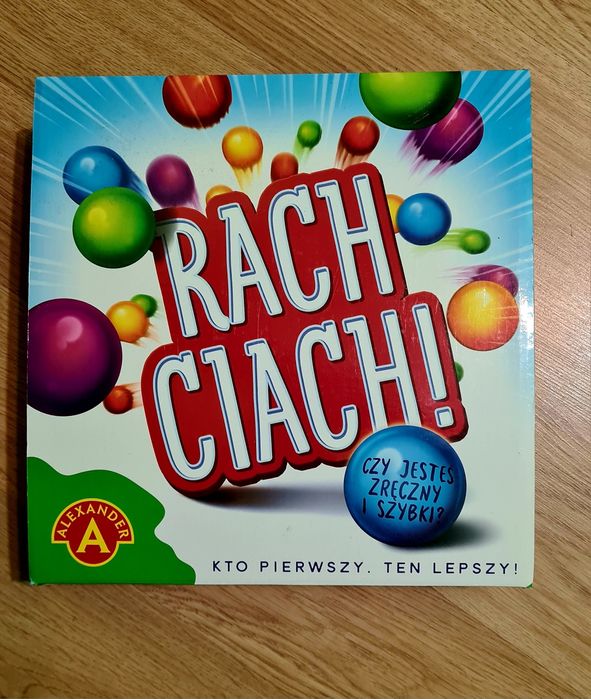 RACH
CIACH!
CZY JESTEŚ
ZRĘCZNY
I SZYBKI?
ALEXANDER
A
KTO PIERWSZY. TEN LEPSZY!